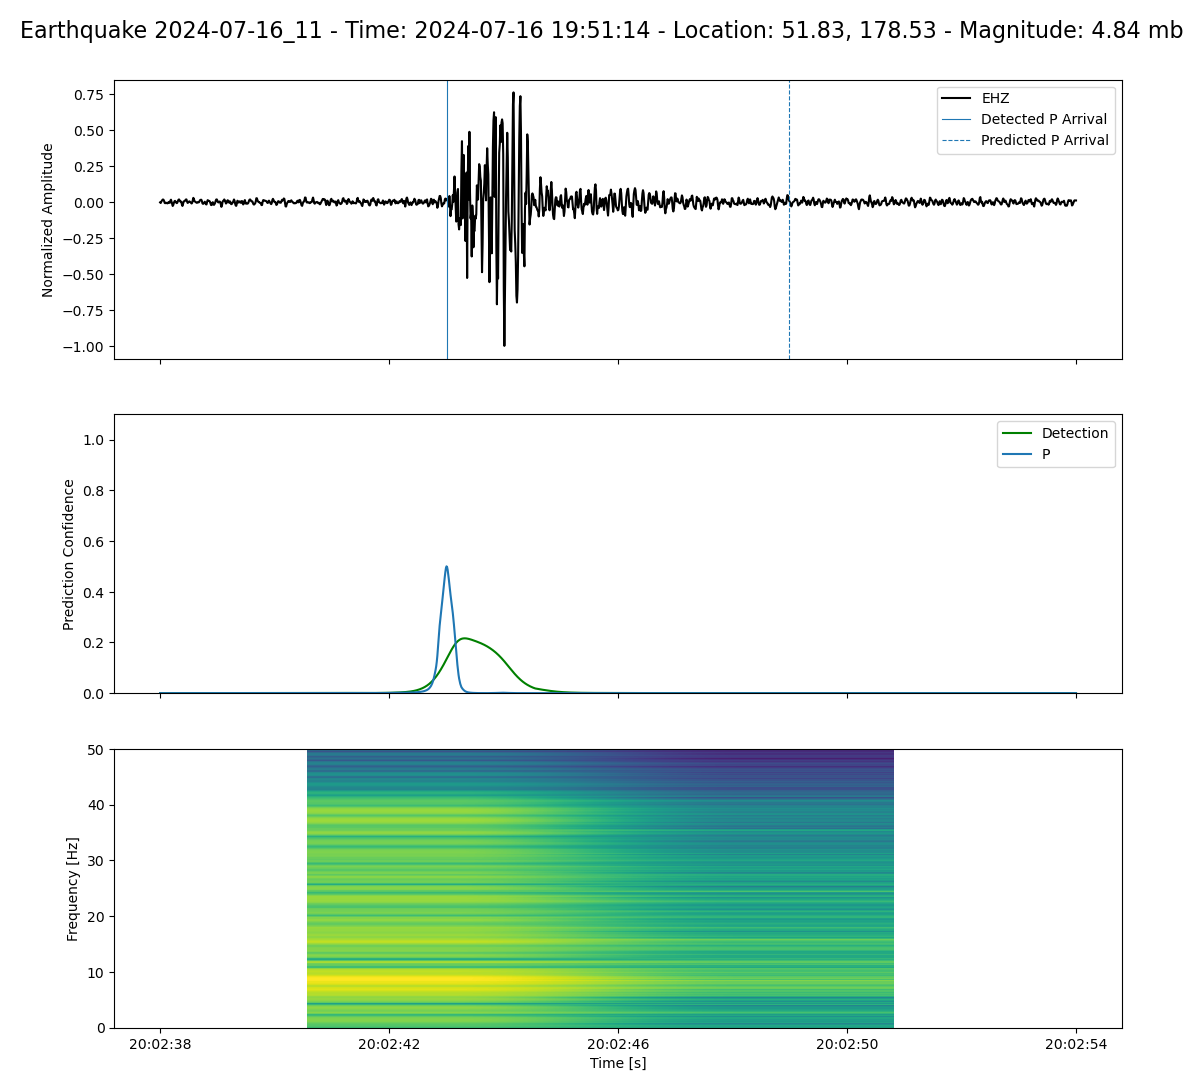 Earthquake 2024-07-16_11 - Time: 2024-07-16 19:51:14 - Location: 51.83, 178.53 - Magnitude: 4.84 mb
Normalized Amplitude
0.75
0.50
0.25
0.00
−0.25
−0.50
−0.75
−1.00
EHZ
Detected P Arrival
Predicted P Arrival
Prediction Confidence
1.0
0.8
0.6
0.4
0.2
0.0
Detection
P
Frequency [Hz]
50
40
30
20
10
0
20:02:38 20:02:42 20:02:46 20:02:50 20:02:54
Time [s]